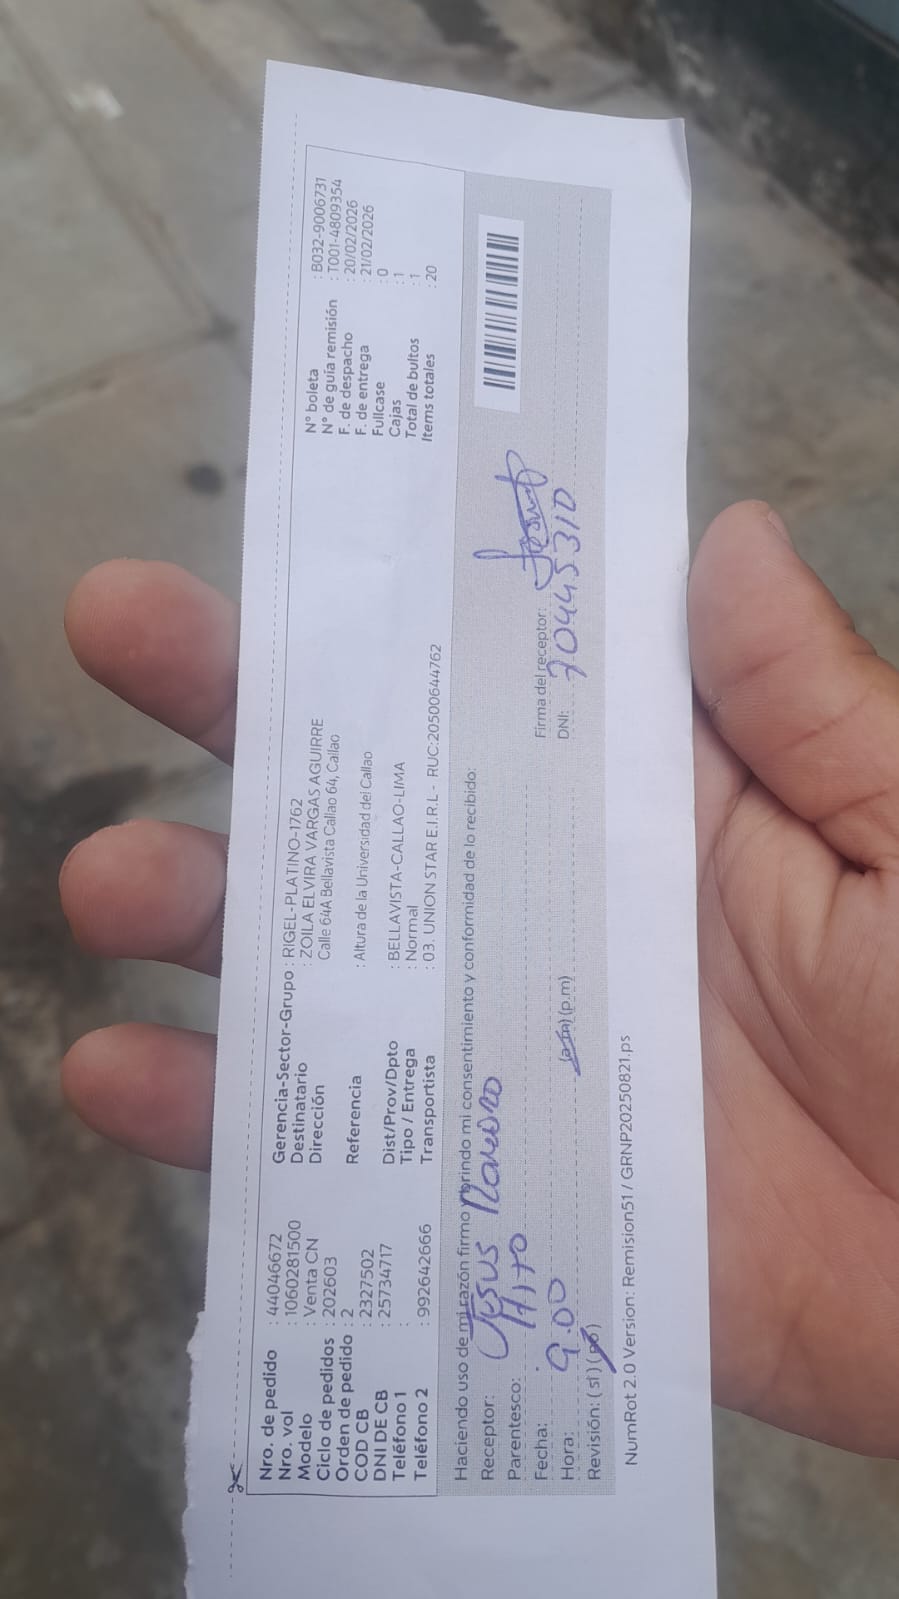 Nro. de pedido : 44046672
Nro. vol : 1060281500
Modelo : Venta CN
Ciclo de pedidos : 202603
Orden de pedido : 2
COD CB : 2327502
DNI DE CB : 25734717
Teléfono 1 :
Teléfono 2 : 992642666
Gerencia-Sector-Grupo : RIGEL-PLATINO-1762
Destinatario : ZOILA ELVIRA VARGAS AGUIRRE
Dirección Calle 64A Bellavista Callao 64, Callao
Referencia : Altura de la Universidad del Callao
Dist/Prov/Dpto : BELLAVISTA-CALLAO-LIMA
Tipo / Entrega : Normal
Transportista : 03. UNION STAR E.I.R.L - RUC:20500644762
N° boleta : B032-9006731
N° de guía remisión : T001-4809354
F. de despacho : 20/02/2026
F. de entrega : 21/02/2026
Fullcase : 0
Cajas : 1
Total de bultos : 1
Items totales : 20
Haciendo uso de mi razón firmo y brindo mi consentimiento y conformidad de lo recibido:
Receptor: Jesus
Parentesco: Hijo
Fecha:
Hora: 9.00 (a.m) (p.m)
Revisión: ( sí ) ( no )
Firma del receptor:
DNI: 70445310
NumRot 2.0 Version: Remision51 / GRNP20250821.ps